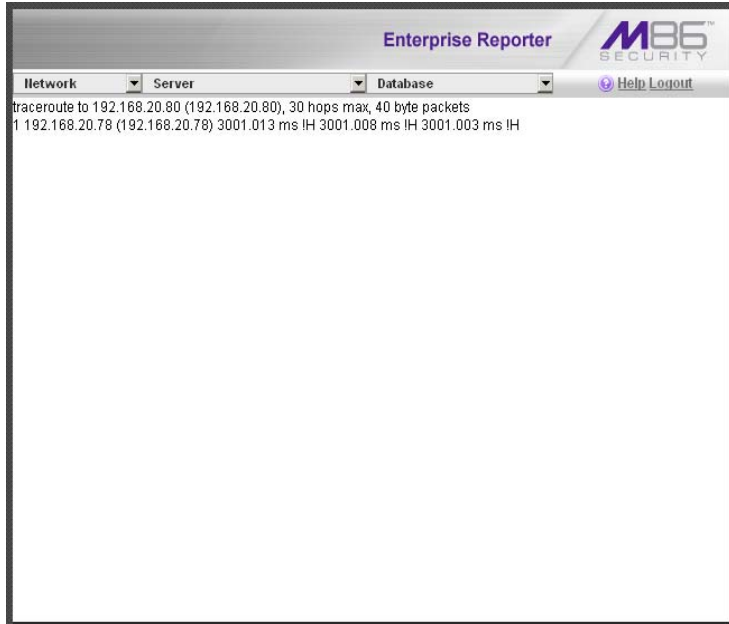 Enterprise Reporter
M86™
SECURITY
Network
Server
Database
Help Logout
traceroute to 192.168.20.80 (192.168.20.80), 30 hops max, 40 byte packets
1 192.168.20.78 (192.168.20.78) 3001.013 ms !H 3001.008 ms !H 3001.003 ms !H